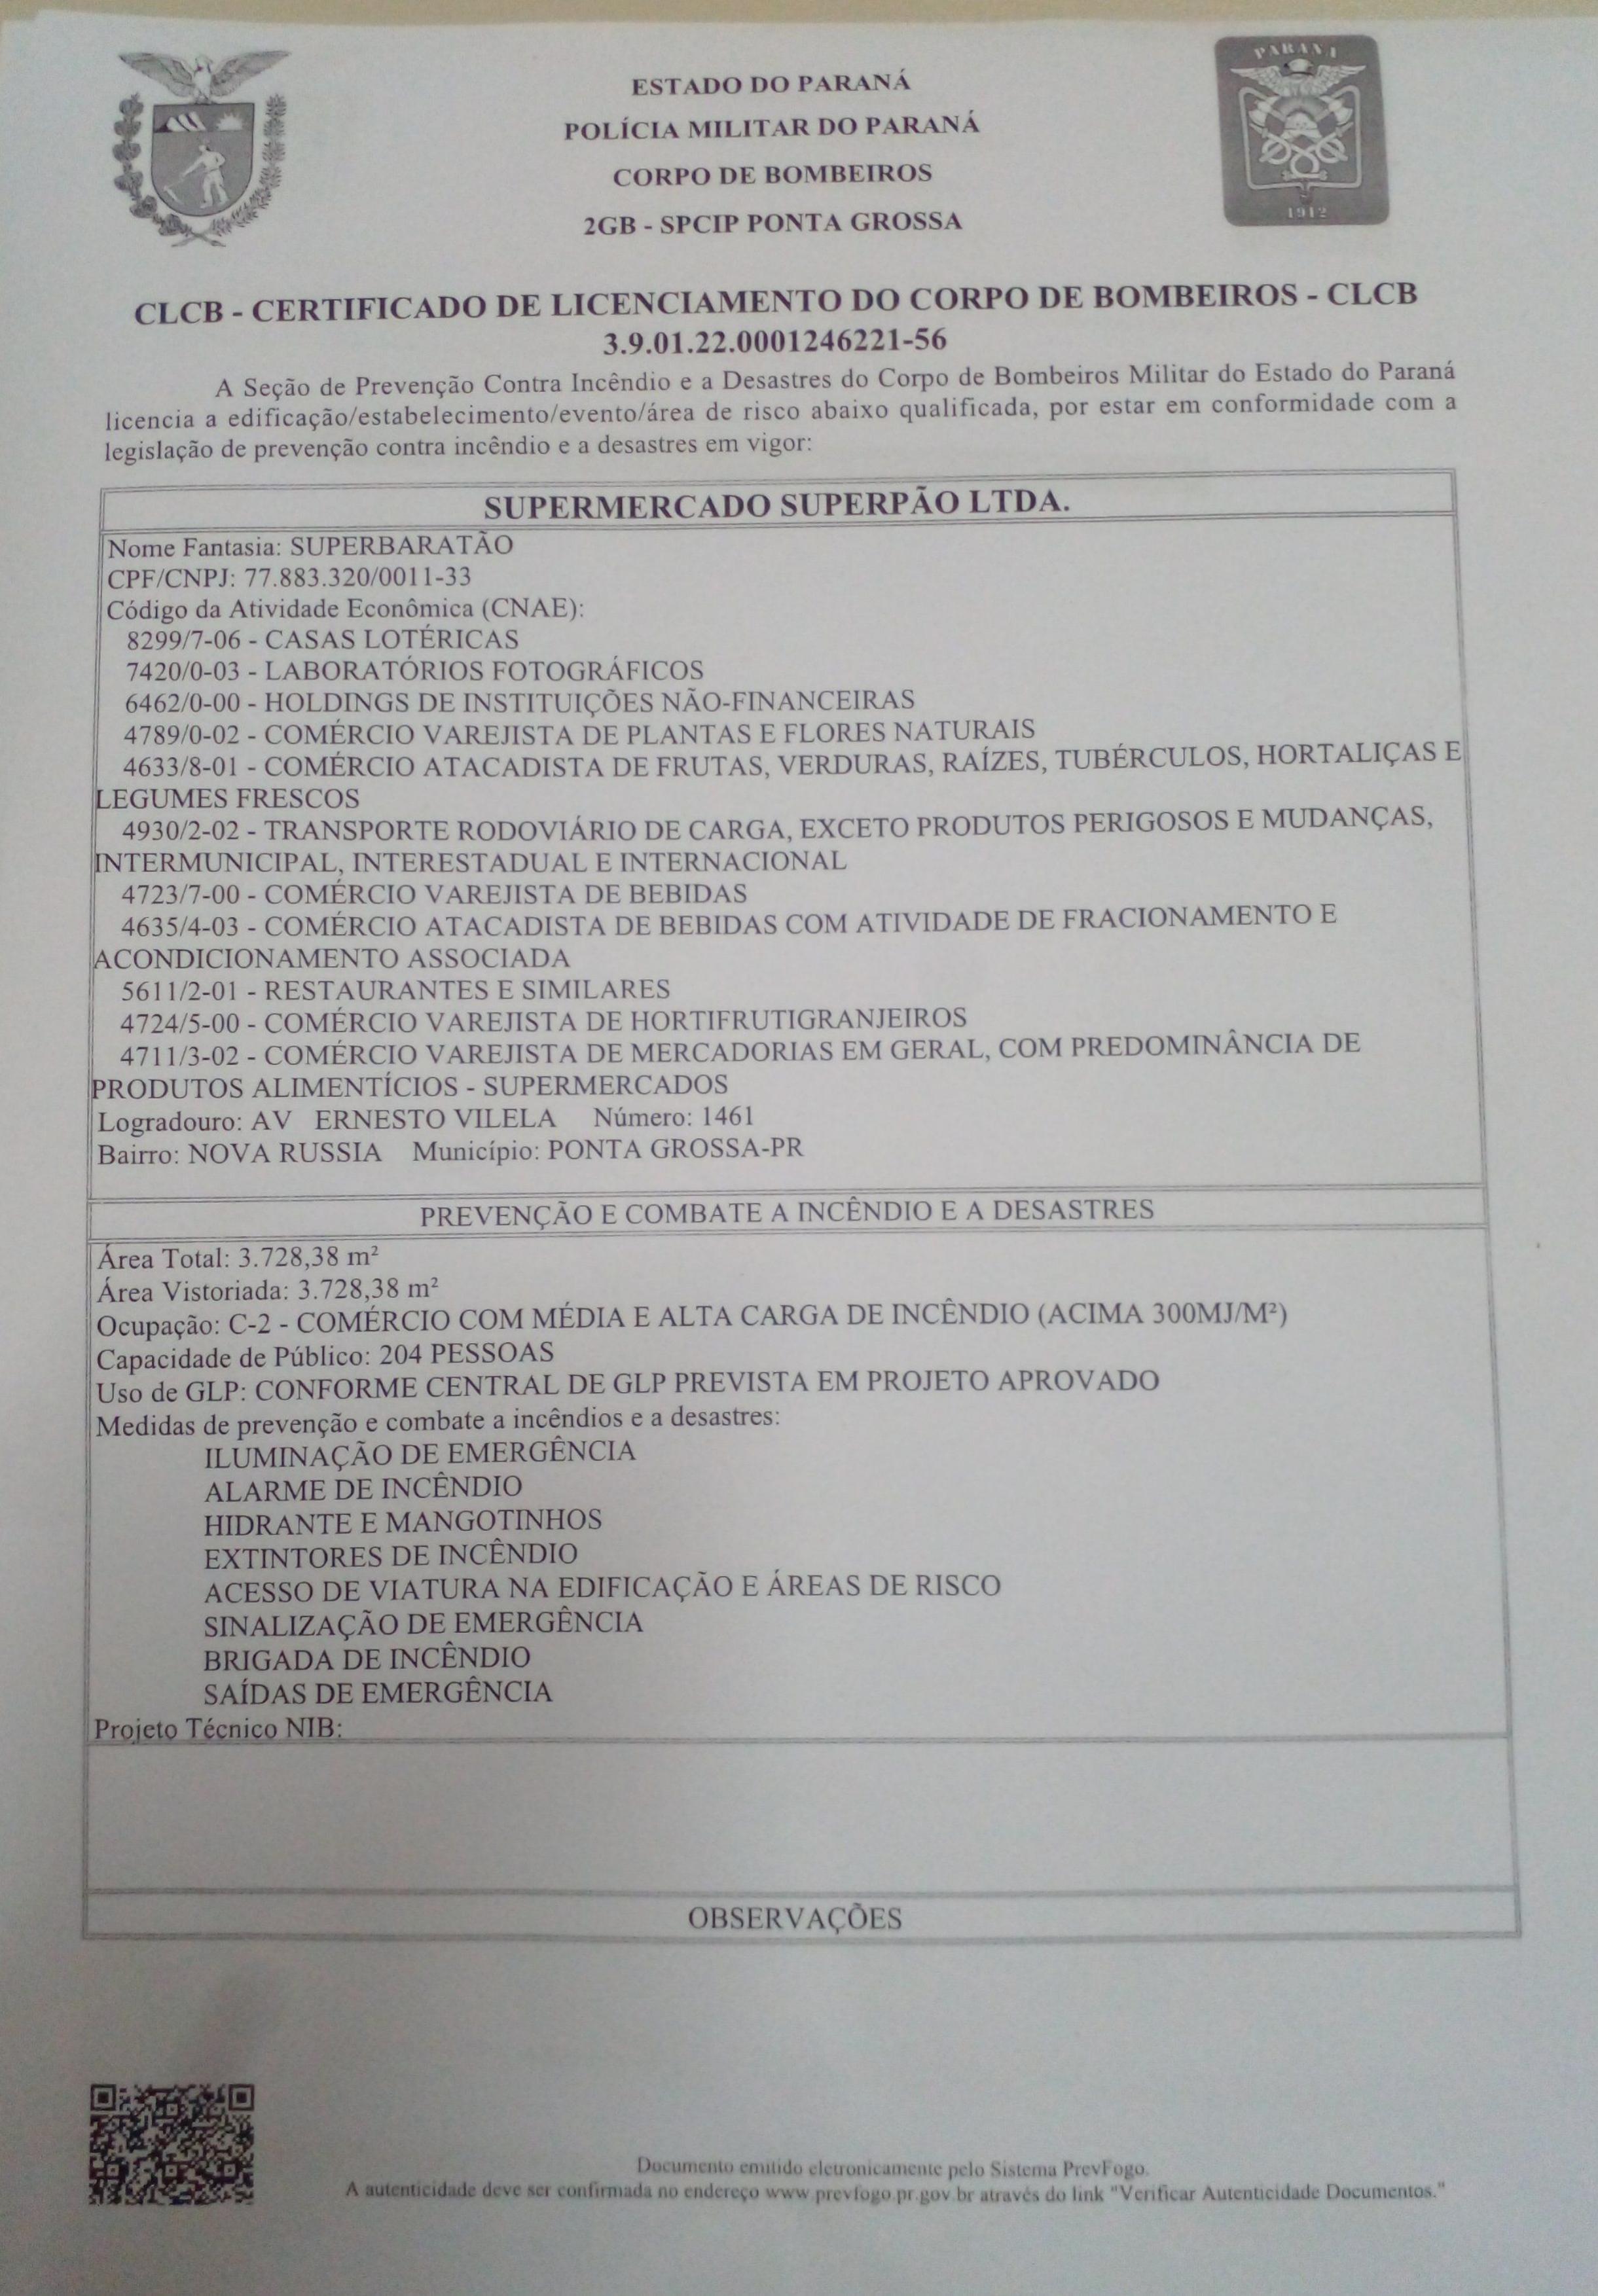 PARANÁ
1912
ESTADO DO PARANÁ
POLÍCIA MILITAR DO PARANÁ
CORPO DE BOMBEIROS
2GB - SPCIP PONTA GROSSA
CLCB - CERTIFICADO DE LICENCIAMENTO DO CORPO DE BOMBEIROS - CLCB
3.9.01.22.0001246221-56
A Seção de Prevenção Contra Incêndio e a Desastres do Corpo de Bombeiros Militar do Estado do Paraná
licencia a edificação/estabelecimento/evento/área de risco abaixo qualificada, por estar em conformidade com a
legislação de prevenção contra incêndio e a desastres em vigor:
SUPERMERCADO SUPERPÃO LTDA.
Nome Fantasia: SUPERBARATÃO
CPF/CNPJ: 77.883.320/0011-33
Código da Atividade Econômica (CNAE):
8299/7-06 - CASAS LOTÉRICAS
7420/0-03 - LABORATÓRIOS FOTOGRÁFICOS
6462/0-00 - HOLDINGS DE INSTITUIÇÕES NÃO-FINANCEIRAS
4789/0-02 - COMÉRCIO VAREJISTA DE PLANTAS E FLORES NATURAIS
4633/8-01 - COMÉRCIO ATACADISTA DE FRUTAS, VERDURAS, RAÍZES, TUBÉRCULOS, HORTALIÇAS E
LEGUMES FRESCOS
4930/2-02 - TRANSPORTE RODOVIÁRIO DE CARGA, EXCETO PRODUTOS PERIGOSOS E MUDANÇAS,
INTERMUNICIPAL, INTERESTADUAL E INTERNACIONAL
4723/7-00 - COMÉRCIO VAREJISTA DE BEBIDAS
4635/4-03 - COMÉRCIO ATACADISTA DE BEBIDAS COM ATIVIDADE DE FRACIONAMENTO E
ACONDICIONAMENTO ASSOCIADA
5611/2-01 - RESTAURANTES E SIMILARES
4724/5-00 - COMÉRCIO VAREJISTA DE HORTIFRUTIGRANJEIROS
4711/3-02 - COMÉRCIO VAREJISTA DE MERCADORIAS EM GERAL, COM PREDOMINÂNCIA DE
PRODUTOS ALIMENTÍCIOS - SUPERMERCADOS
Logradouro: AV ERNESTO VILELA Número: 1461
Bairro: NOVA RUSSIA Município: PONTA GROSSA-PR
PREVENÇÃO E COMBATE A INCÊNDIO E A DESASTRES
Área Total: 3.728,38 m²
Área Vistoriada: 3.728,38 m²
Ocupação: C-2 - COMÉRCIO COM MÉDIA E ALTA CARGA DE INCÊNDIO (ACIMA 300MJ/M²)
Capacidade de Público: 204 PESSOAS
Uso de GLP: CONFORME CENTRAL DE GLP PREVISTA EM PROJETO APROVADO
Medidas de prevenção e combate a incêndios e a desastres:
ILUMINAÇÃO DE EMERGÊNCIA
ALARME DE INCÊNDIO
HIDRANTE E MANGOTINHOS
EXTINTORES DE INCÊNDIO
ACESSO DE VIATURA NA EDIFICAÇÃO E ÁREAS DE RISCO
SINALIZAÇÃO DE EMERGÊNCIA
BRIGADA DE INCÊNDIO
SAÍDAS DE EMERGÊNCIA
Projeto Técnico NIB:
OBSERVAÇÕES
Documento emitido eletronicamente pelo Sistema PrevFogo.
A autenticidade deve ser confirmada no endereço www.prevfogo.pr.gov.br através do link "Verificar Autenticidade Documentos."